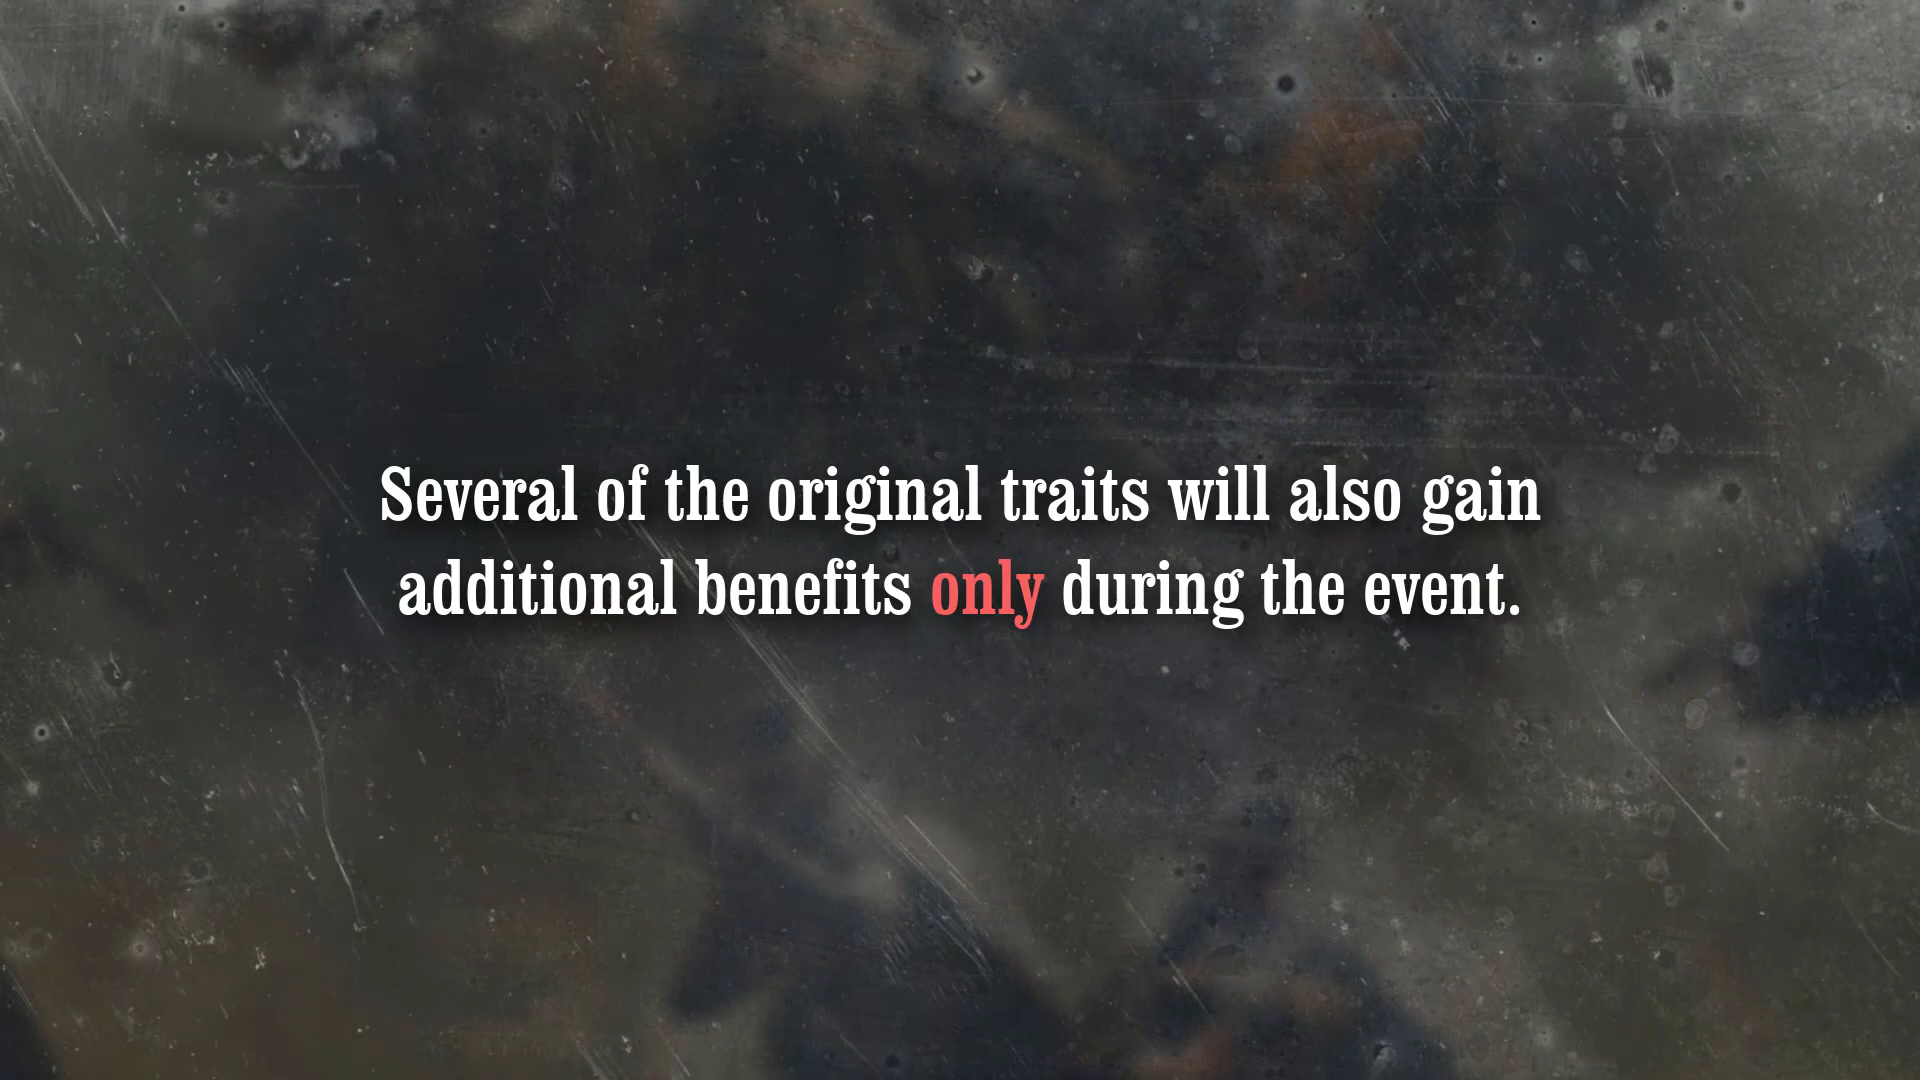 Several of the original traits will also gain
additional benefits only during the event.